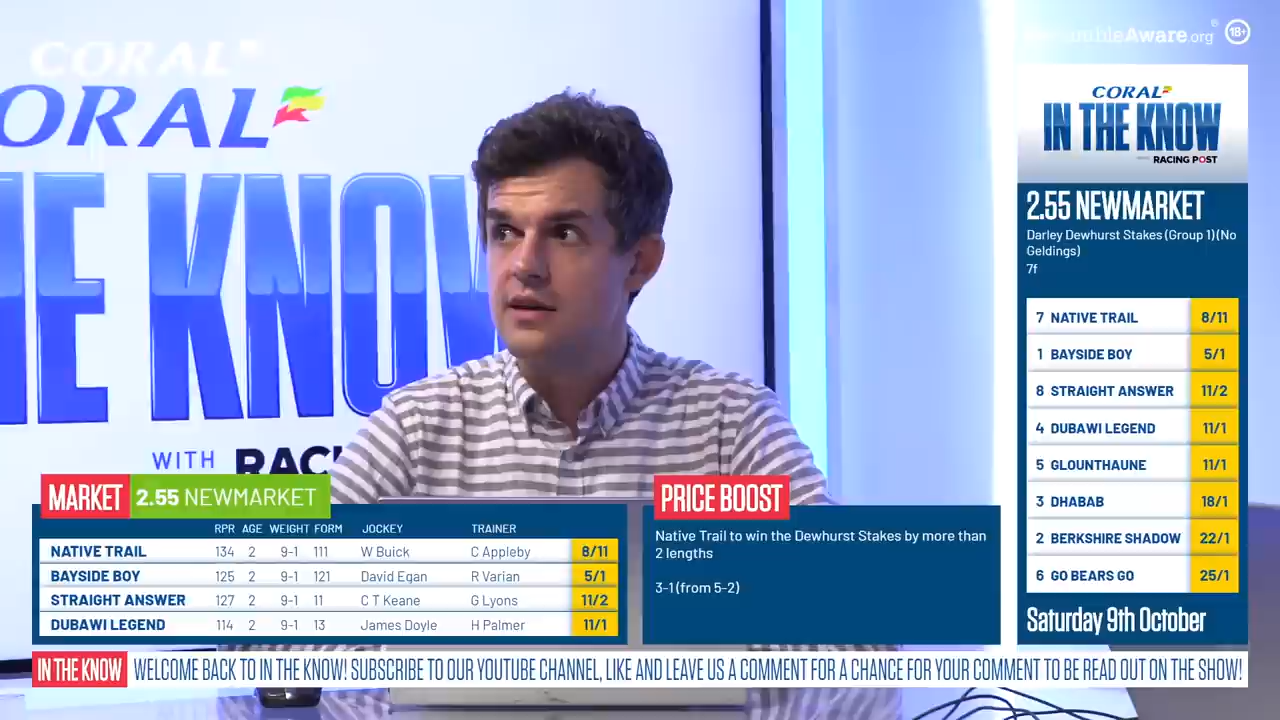 CORAL
GambleAware.org
18+
ORAL
E KNOW
WITH RAC
CORAL
IN THE KNOW
RACING POST
2.55 NEWMARKET
Darley Dewhurst Stakes (Group 1) (No
Geldings)
7f
7 NATIVE TRAIL 8/11
1 BAYSIDE BOY 5/1
8 STRAIGHT ANSWER 11/2
4 DUBAWI LEGEND 11/1
5 GLOUNTHAUNE 11/1
3 DHABAB 18/1
2 BERKSHIRE SHADOW 22/1
6 GO BEARS GO 25/1
Saturday 9th October
MARKET 2.55 NEWMARKET
RPR AGE WEIGHT FORM JOCKEY TRAINER
NATIVE TRAIL 134 2 9-1 111 W Buick C Appleby 8/11
BAYSIDE BOY 125 2 9-1 121 David Egan R Varian 5/1
STRAIGHT ANSWER 127 2 9-1 11 C T Keane G Lyons 11/2
DUBAWI LEGEND 114 2 9-1 13 James Doyle H Palmer 11/1
PRICE BOOST
Native Trail to win the Dewhurst Stakes by more than
2 lengths
3-1 (from 5-2)
IN THE KNOW WELCOME BACK TO IN THE KNOW! SUBSCRIBE TO OUR YOUTUBE CHANNEL, LIKE AND LEAVE US A COMMENT FOR A CHANCE FOR YOUR COMMENT TO BE READ OUT ON THE SHOW!